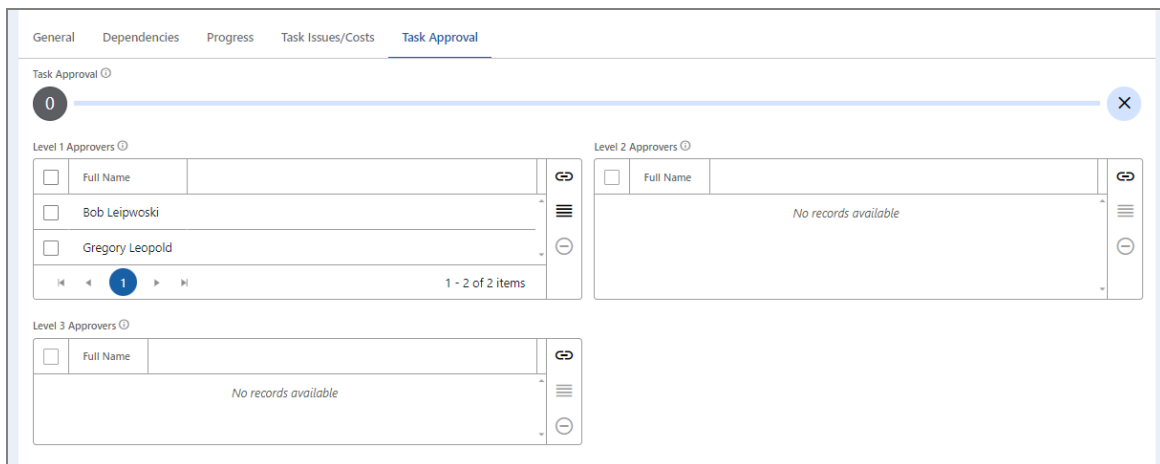 General Dependencies Progress Task Issues/Costs Task Approval
Task Approval
0
Level 1 Approvers
Full Name
Bob Leipwoski
Gregory Leopold
1
1 - 2 of 2 items
Level 2 Approvers
Full Name
No records available
Level 3 Approvers
Full Name
No records available